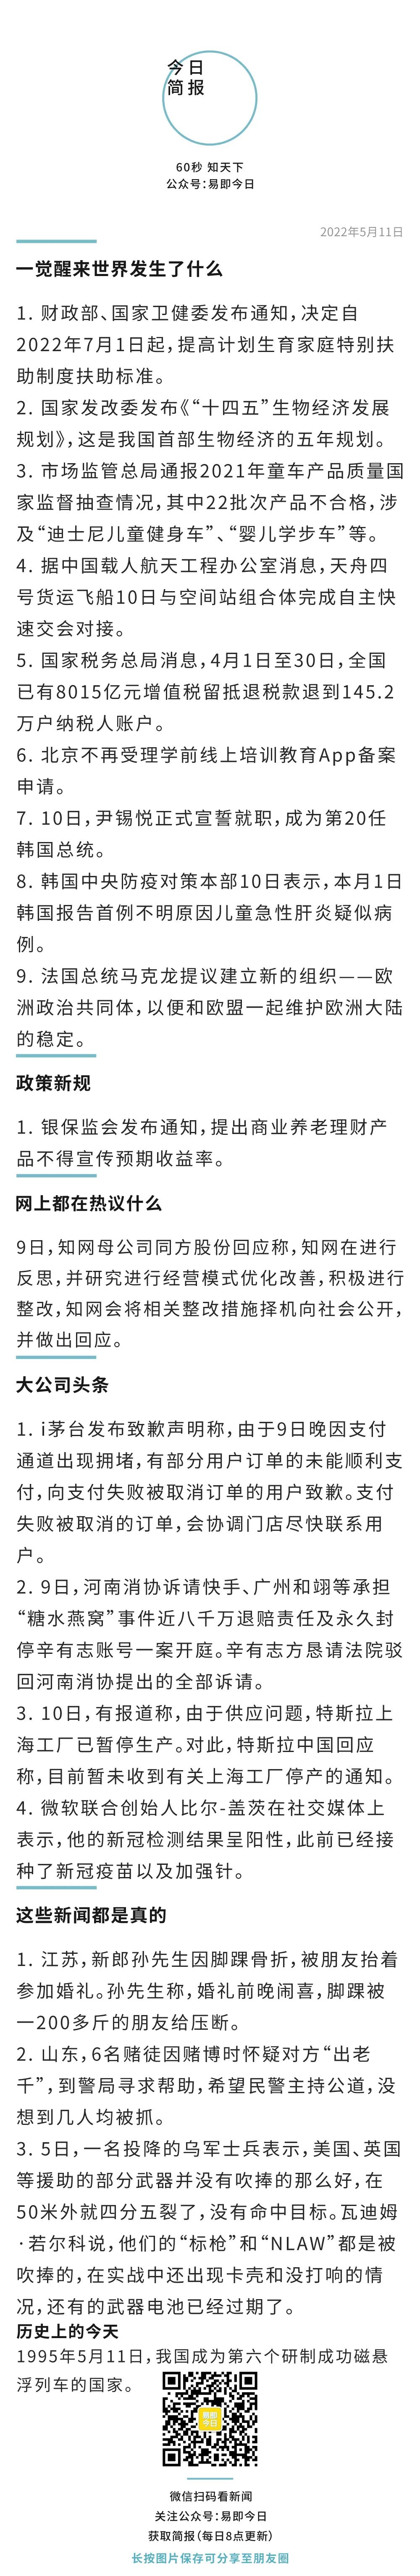 今日
简报
60秒 知天下
公众号：易即今日
2022年5月11日
一觉醒来世界发生了什么
1. 财政部、国家卫健委发布通知，决定自
2022年7月1日起，提高计划生育家庭特别扶
助制度扶助标准。
2. 国家发改委发布《“十四五”生物经济发展
规划》，这是我国首部生物经济的五年规划。
3. 市场监管总局通报2021年童车产品质量国
家监督抽查情况，其中22批次产品不合格，涉
及“迪士尼儿童健身车”、“婴儿学步车”等。
4. 据中国载人航天工程办公室消息，天舟四
号货运飞船10日与空间站组合体完成自主快
速交会对接。
5. 国家税务总局消息，4月1日至30日，全国
已有8015亿元增值税留抵退税款退到145.2
万户纳税人账户。
6. 北京不再受理学前线上培训教育App备案
申请。
7. 10日，尹锡悦正式宣誓就职，成为第20任
韩国总统。
8. 韩国中央防疫对策本部10日表示，本月1日
韩国报告首例不明原因儿童急性肝炎疑似病
例。
9. 法国总统马克龙提议建立新的组织——欧
洲政治共同体，以便和欧盟一起维护欧洲大陆
的稳定。
政策新规
1. 银保监会发布通知，提出商业养老理财产
品不得宣传预期收益率。
网上都在热议什么
9日，知网母公司同方股份回应称，知网在进行
反思，并研究进行经营模式优化改善，积极进行
整改，知网会将相关整改措施择机向社会公开，
并做出回应。
大公司头条
1. i茅台发布致歉声明称，由于9日晚因支付
通道出现拥堵，有部分用户订单的未能顺利支
付，向支付失败被取消订单的用户致歉。支付
失败被取消的订单，会协调门店尽快联系用
户。
2. 9日，河南消协诉请快手、广州和翊等承担
“糖水燕窝”事件近八千万退赔责任及永久封
停辛有志账号一案开庭。辛有志方恳请法院驳
回河南消协提出的全部诉请。
3. 10日，有报道称，由于供应问题，特斯拉上
海工厂已暂停生产。对此，特斯拉中国回应
称，目前暂未收到有关上海工厂停产的通知。
4. 微软联合创始人比尔-盖茨在社交媒体上
表示，他的新冠检测结果呈阳性，此前已经接
种了新冠疫苗以及加强针。
这些新闻都是真的
1. 江苏，新郎孙先生因脚踝骨折，被朋友抬着
参加婚礼。孙先生称，婚礼前晚闹喜，脚踝被
一200多斤的朋友给压断。
2. 山东，6名赌徒因赌博时怀疑对方“出老
千”，到警局寻求帮助，希望民警主持公道，没
想到几人均被抓。
3. 5日，一名投降的乌军士兵表示，美国、英国
等援助的部分武器并没有吹捧的那么好，在
50米外就四分五裂了，没有命中目标。瓦迪姆
·若尔科说，他们的“标枪”和“NLAW”都是被
吹捧的，在实战中还出现卡壳和没打响的情
况，还有的武器电池已经过期了。
历史上的今天
1995年5月11日，我国成为第六个研制成功磁悬
浮列车的国家。
易即
今日
微信扫码看新闻
关注公众号：易即今日
获取简报（每日8点更新）
长按图片保存可分享至朋友圈